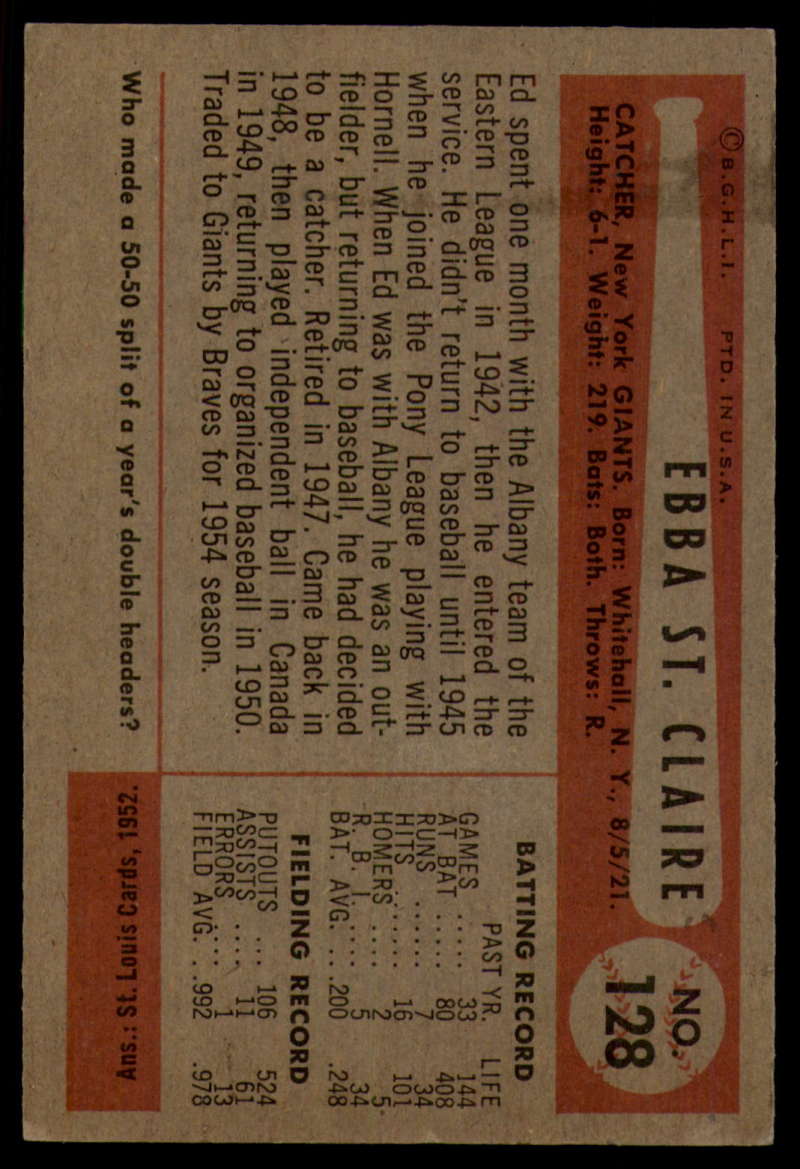 © B.G.H.L.I. PTD. IN U.S.A.
EBBA ST. CLAIRE
NO. 128
CATCHER, New York GIANTS. Born: Whitehall, N. Y., 8/5/21.
Height: 6-1. Weight: 219. Bats: Both. Throws: R.
Ed spent one month with the Albany team of the
Eastern League in 1942, then he entered the
service. He didn't return to baseball until 1945
when he joined the Pony League playing with
Hornell. When Ed was with Albany he was an out-
fielder, but returning to baseball, he had decided
to be a catcher. Retired in 1947. Came back in
1948, then played independent ball in Canada
in 1949, returning to organized baseball in 1950.
Traded to Giants by Braves for 1954 season.
BATTING RECORD
PAST YR. LIFE
GAMES ..... 33 144
AT BAT ..... 80 408
RUNS ...... 7 34
HITS ....... 16 101
HOMERS .... 2 5
R. B. I. ..... 5 34
BAT. AVG. ... .200 .248
FIELDING RECORD
PUTOUTS ... 106 524
ASSISTS .... 11 61
ERRORS .... 1 13
FIELD AVG. . .992 .978
Who made a 50-50 split of a year's double headers?
Ans.: St. Louis Cards, 1952.